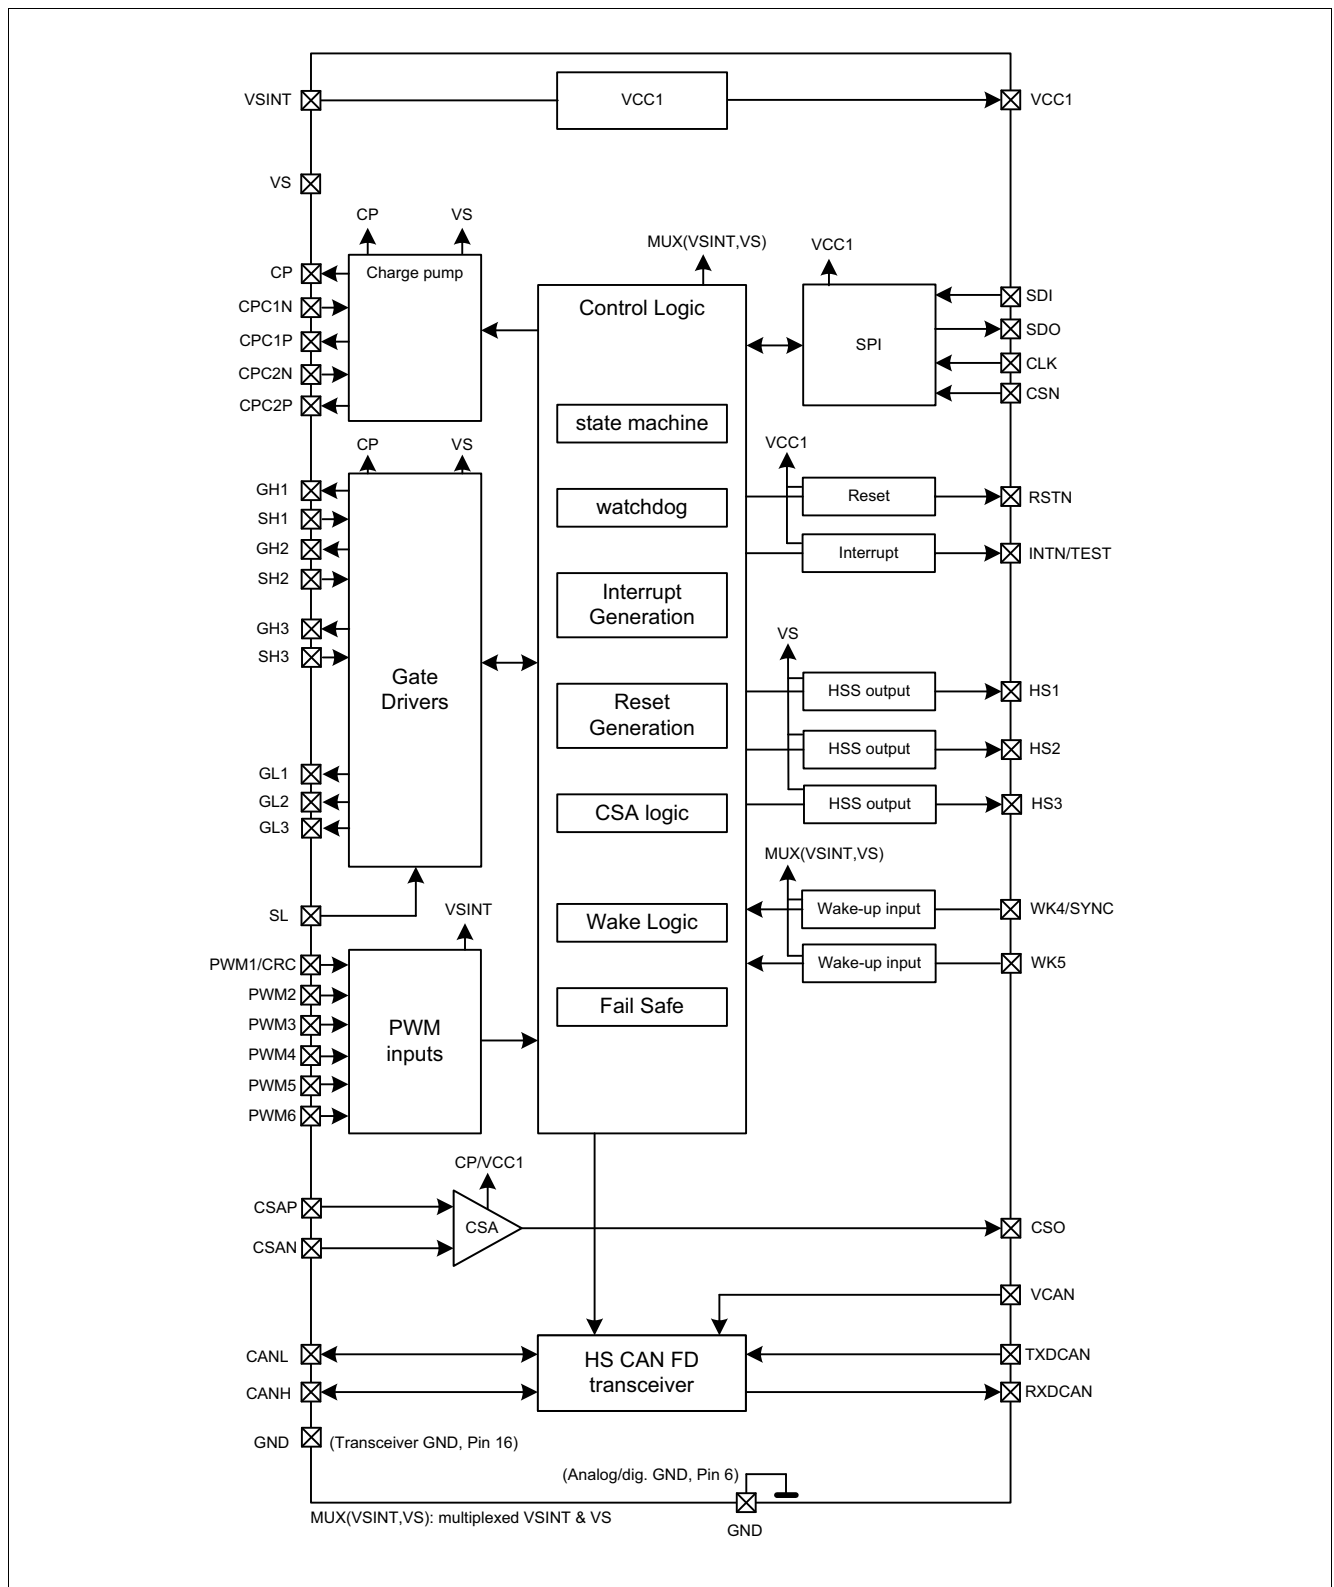 VSINT
VCC1
VCC1
VS
CP
VS
MUX(VSINT,VS)
VCC1
CP
Charge pump
CPC1N
CPC1P
CPC2N
CPC2P
Control Logic
SPI
SDI
SDO
CLK
CSN
state machine
CP
VS
VCC1
GH1
SH1
GH2
SH2
GH3
SH3
Gate
Drivers
GL1
GL2
GL3
SL
watchdog
Reset
RSTN
Interrupt
INTN/TEST
Interrupt
Generation
VS
Reset
Generation
HSS output
HS1
HSS output
HS2
CSA logic
HSS output
HS3
MUX(VSINT,VS)
Wake Logic
Wake-up input
WK4/SYNC
Wake-up input
WK5
VSINT
PWM1/CRC
PWM2
PWM3
PWM4
PWM5
PWM6
PWM
inputs
Fail Safe
CP/VCC1
CSAP
CSAN
CSA
CSO
VCAN
CANL
CANH
HS CAN FD
transceiver
TXDCAN
RXDCAN
GND
(Transceiver GND, Pin 16)
(Analog/dig. GND, Pin 6)
MUX(VSINT,VS): multiplexed VSINT & VS
GND